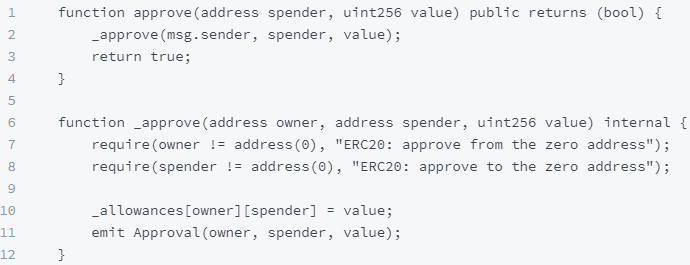 1 function approve(address spender, uint256 value) public returns (bool) {
2 _approve(msg.sender, spender, value);
3 return true;
4 }
5
6 function _approve(address owner, address spender, uint256 value) internal {
7 require(owner != address(0), "ERC20: approve from the zero address");
8 require(spender != address(0), "ERC20: approve to the zero address");
9
10 _allowances[owner][spender] = value;
11 emit Approval(owner, spender, value);
12 }